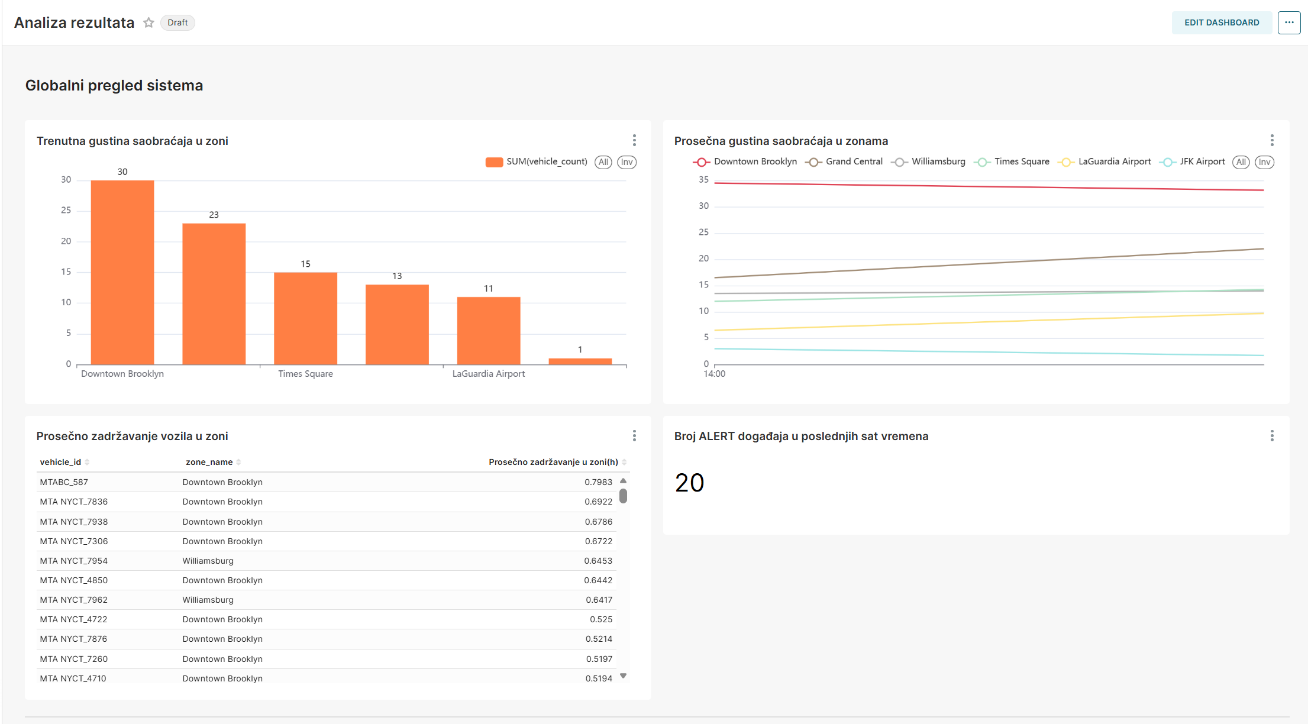 Analiza rezultata Draft EDIT DASHBOARD ...
Globalni pregled sistema
Trenutna gustina saobraćaja u zoni
SUM(vehicle_count) All Inv
30
25
20
15
10
5
0
30
23
15
13
11
1
Downtown Brooklyn Times Square LaGuardia Airport
Prosečna gustina saobraćaja u zonama
Downtown Brooklyn Grand Central Williamsburg Times Square LaGuardia Airport JFK Airport All Inv
35
30
25
20
15
10
5
0
14:00
Prosečno zadržavanje vozila u zoni
vehicle_id zone_name Prosečno zadržavanje u zoni(h)
MTABC_587 Downtown Brooklyn 0.7983
MTA NYCT_7836 Downtown Brooklyn 0.6922
MTA NYCT_7938 Downtown Brooklyn 0.6786
MTA NYCT_7306 Downtown Brooklyn 0.6722
MTA NYCT_7954 Williamsburg 0.6453
MTA NYCT_4850 Downtown Brooklyn 0.6442
MTA NYCT_7962 Williamsburg 0.6417
MTA NYCT_4722 Downtown Brooklyn 0.525
MTA NYCT_7876 Downtown Brooklyn 0.5214
MTA NYCT_7260 Downtown Brooklyn 0.5197
MTA NYCT_4710 Downtown Brooklyn 0.5194
Broj ALERT događaja u poslednjih sat vremena
20